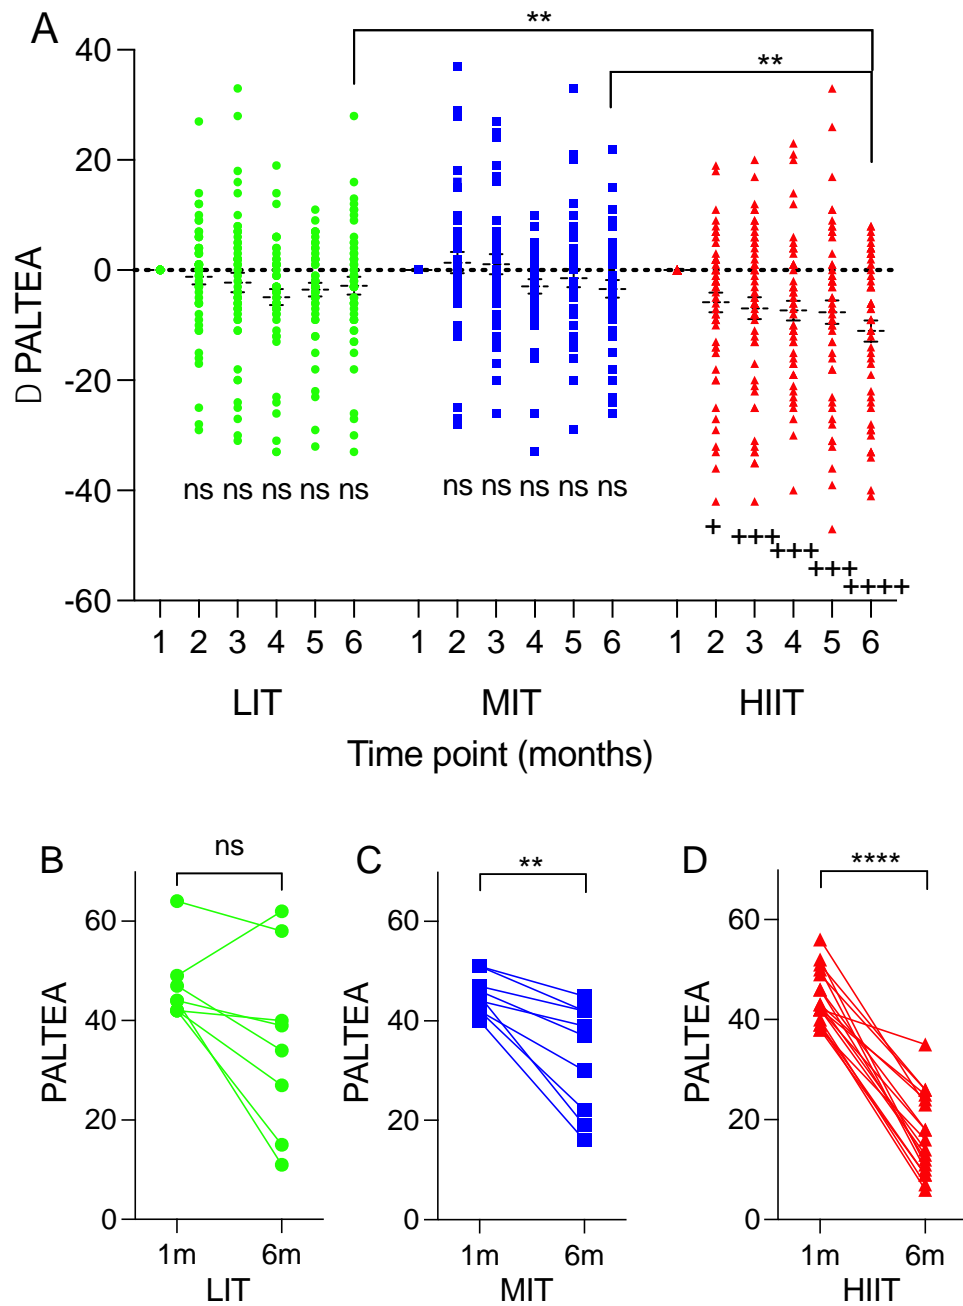 A
**
**
40
20
0
-20
-40
-60
D PALTEA
ns ns ns ns ns
ns ns ns ns ns
+ +++ +++ +++ ++++
1 2 3 4 5 6 1 2 3 4 5 6 1 2 3 4 5 6
LIT MIT HIIT
Time point (months)
B
ns
60
40
20
0
PALTEA
1m 6m
LIT
C
**
60
40
20
0
PALTEA
1m 6m
MIT
D
****
60
40
20
0
PALTEA
1m 6m
HIIT